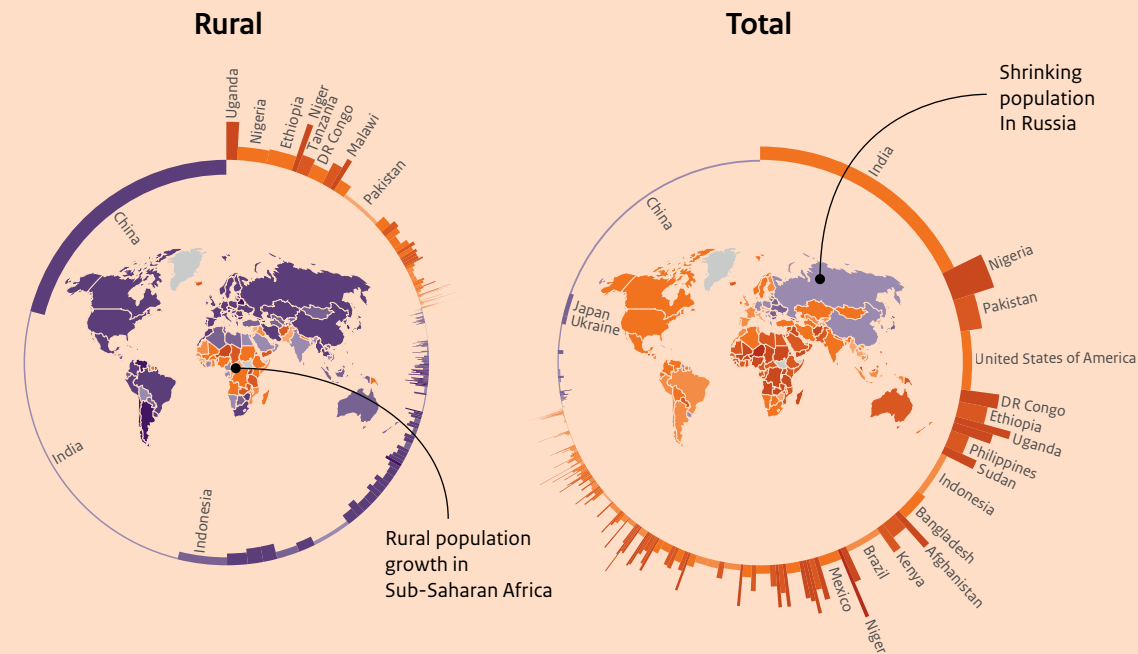 Rural
Uganda
Nigeria
Ethiopia
Niger
Tanzania
DR Congo
Malawi
Pakistan
China
India
Indonesia
Rural population
growth in
Sub-Saharan Africa
Total
Shrinking
population
In Russia
India
Nigeria
Pakistan
United States of America
DR Congo
Ethiopia
Uganda
Philippines
Sudan
Indonesia
Bangladesh
Afghanistan
Kenya
Brazil
Niger
Mexico
Japan
Ukraine
China